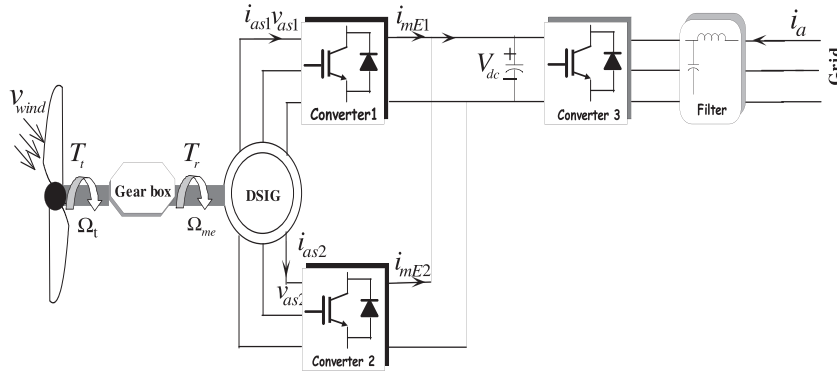 i_as1 v_as1
i_mE1
i_a
V_dc
+
-
Grid
Converter1
Converter 3
Filter
v_wind
T_t
T_r
Gear box
DSIG
Ω_t
Ω_me
i_as2
i_mE2
v_as2
Converter 2